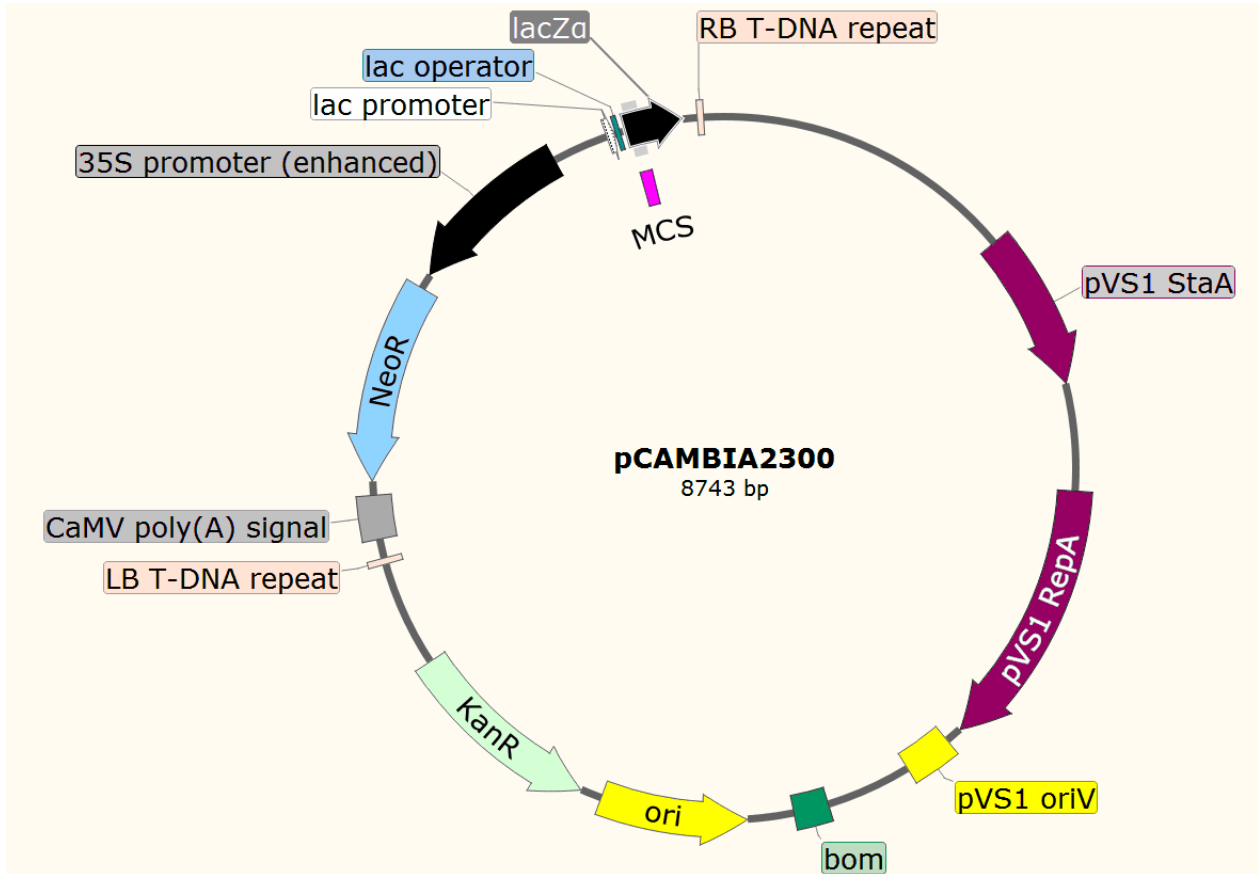 lacZα
RB T-DNA repeat
lac operator
lac promoter
35S promoter (enhanced)
MCS
pVS1 StaA
NeoR
pCAMBIA2300
8743 bp
CaMV poly(A) signal
LB T-DNA repeat
pVS1 RepA
KanR
ori
pVS1 oriV
bom